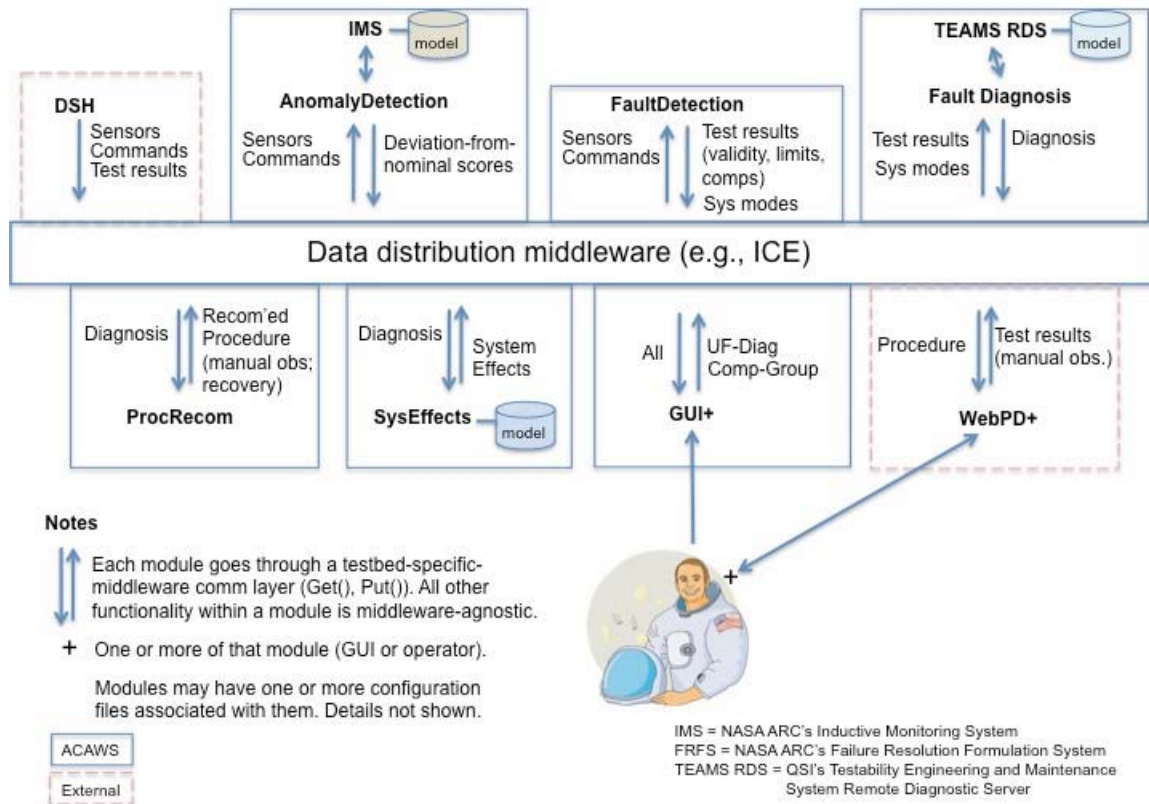 IMS
model
TEAMS RDS
model
DSH
Sensors
Commands
Test results
AnomalyDetection
Sensors
Commands
Deviation-from-
nominal scores
FaultDetection
Sensors
Commands
Test results
(validity, limits,
comps)
Sys modes
Fault Diagnosis
Test results
Sys modes
Diagnosis
Data distribution middleware (e.g., ICE)
Diagnosis
Recom'ed
Procedure
(manual obs;
recovery)
ProcRecom
Diagnosis
System
Effects
SysEffects
model
All
UF-Diag
Comp-Group
GUI+
Procedure
Test results
(manual obs.)
WebPD+
+
Notes
Each module goes through a testbed-specific-
middleware comm layer (Get(), Put()). All other
functionality within a module is middleware-agnostic.
+ One or more of that module (GUI or operator).
Modules may have one or more configuration
files associated with them. Details not shown.
ACAWS
External
IMS = NASA ARC's Inductive Monitoring System
FRFS = NASA ARC's Failure Resolution Formulation System
TEAMS RDS = QSI's Testability Engineering and Maintenance
System Remote Diagnostic Server